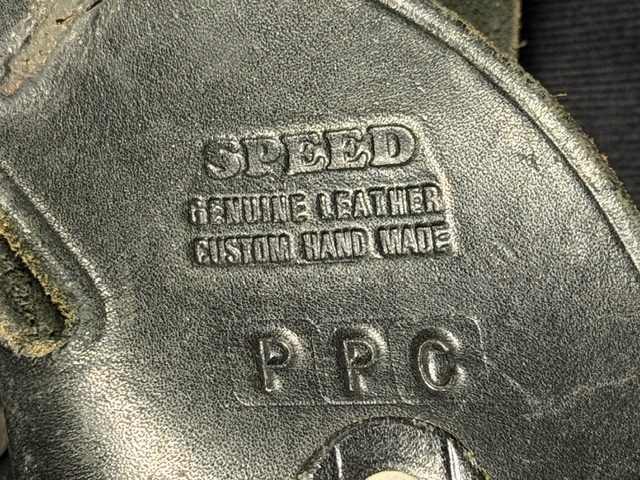 SPEED
GENUINE LEATHER
CUSTOM HAND MADE
PPC